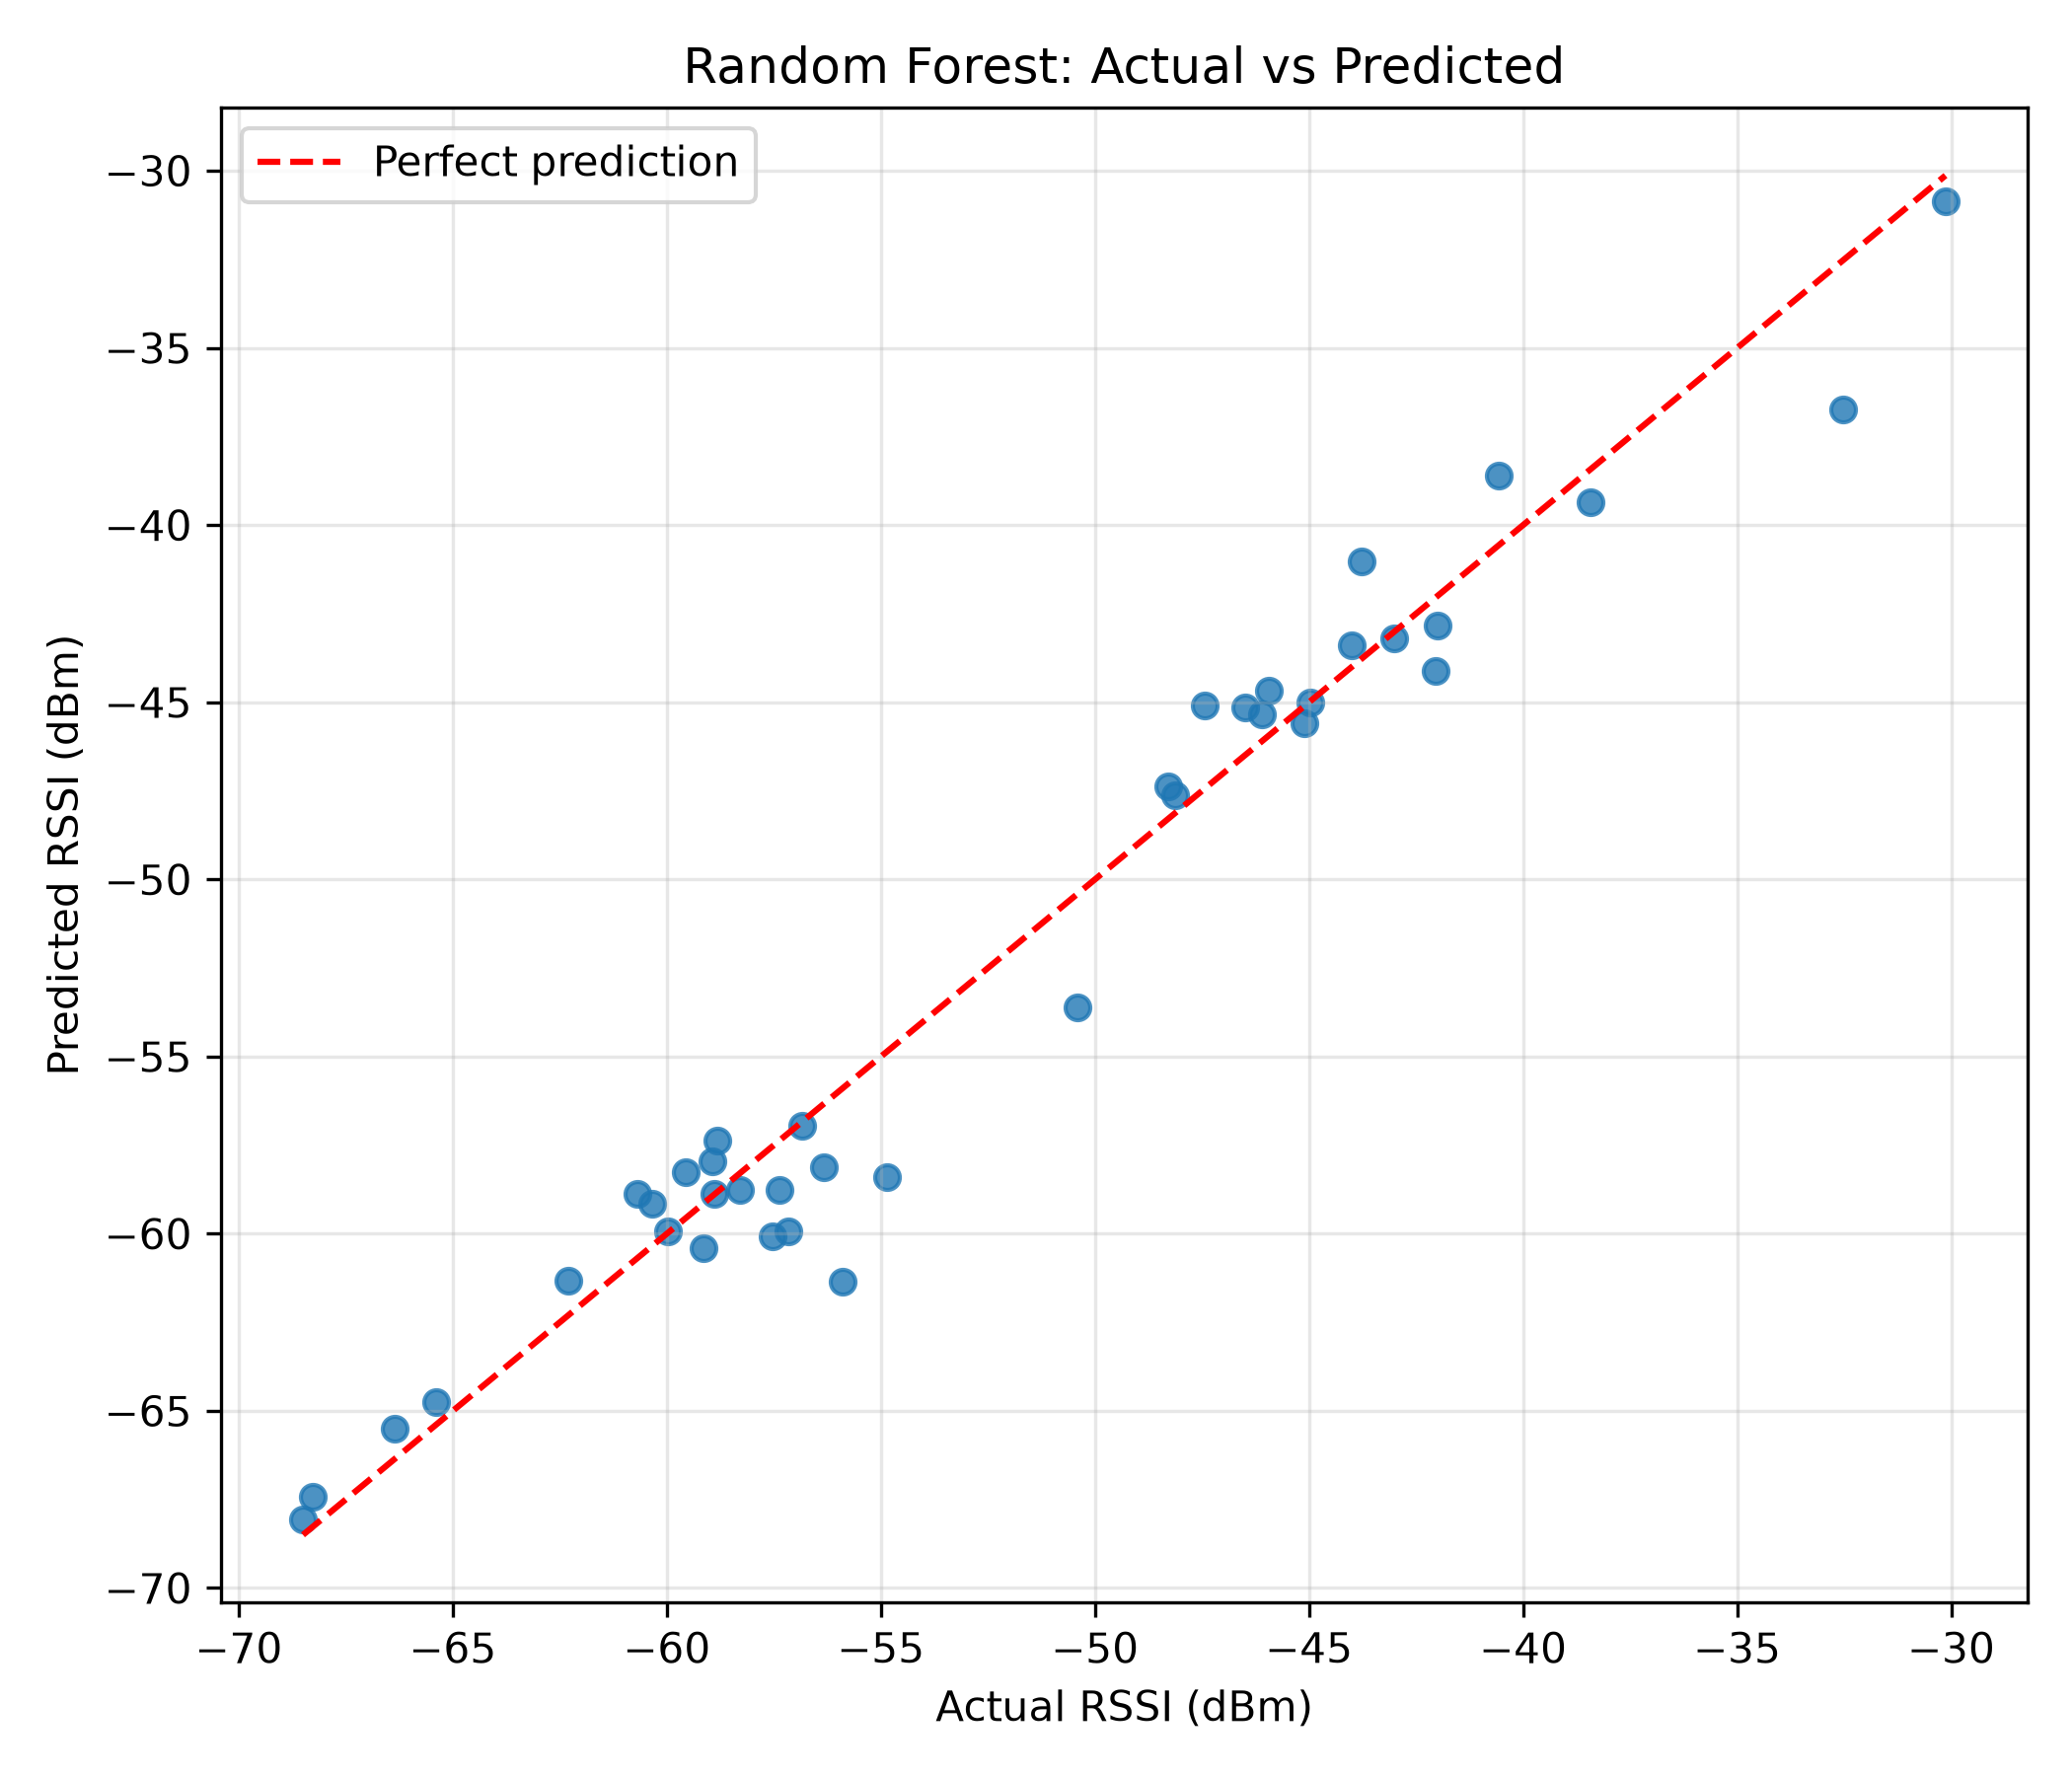 Random Forest: Actual vs Predicted
Perfect prediction
−30
−35
−40
−45
−50
−55
−60
−65
−70
Predicted RSSI (dBm)
−70 −65 −60 −55 −50 −45 −40 −35 −30
Actual RSSI (dBm)